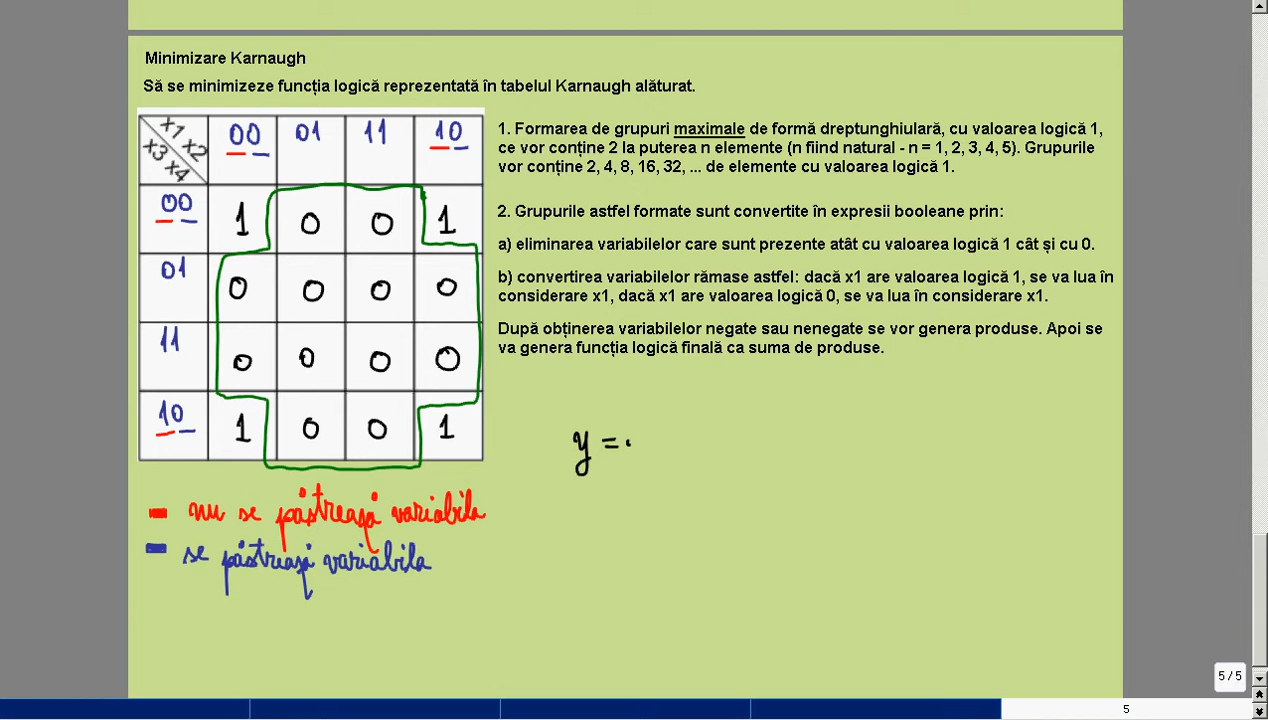 Minimizare Karnaugh
Să se minimizeze funcția logică reprezentată în tabelul Karnaugh alăturat.
x1 x2 00 01 11 10
x3 x4
00 1 0 0 1
01 0 0 0 0
11 0 0 0 0
10 1 0 0 1
1. Formarea de grupuri maximale de formă dreptunghiulară, cu valoarea logică 1,
ce vor conține 2 la puterea n elemente (n fiind natural - n = 1, 2, 3, 4, 5). Grupurile
vor conține 2, 4, 8, 16, 32, ... de elemente cu valoarea logică 1.
2. Grupurile astfel formate sunt convertite în expresii booleane prin:
a) eliminarea variabilelor care sunt prezente atât cu valoarea logică 1 cât și cu 0.
b) convertirea variabilelor rămase astfel: dacă x1 are valoarea logică 1, se va lua în
considerare x1, dacă x1 are valoarea logică 0, se va lua în considerare x1.
După obținerea variabilelor negate sau nenegate se vor genera produse. Apoi se
va genera funcția logică finală ca suma de produse.
y =
- nu se păstrează variabila
- se păstrează variabila
5 / 5
5